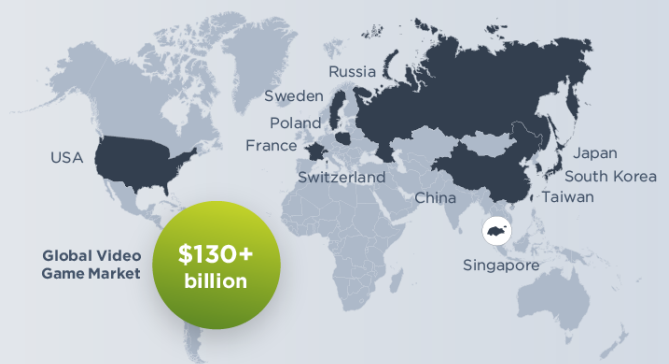 Russia
Sweden
Poland
France
USA
Switzerland
Japan
South Korea
Taiwan
China
Singapore
Global Video
Game Market
$130+
billion